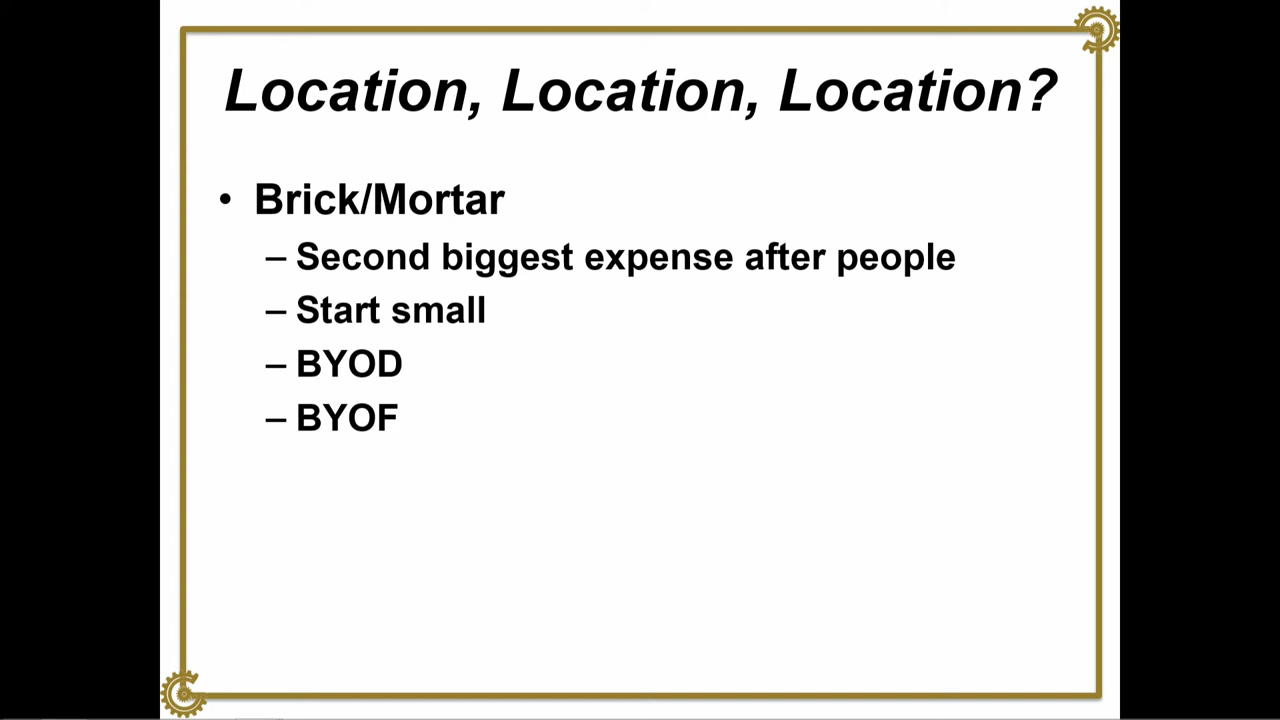 Location, Location, Location?
• Brick/Mortar
– Second biggest expense after people
– Start small
– BYOD
– BYOF